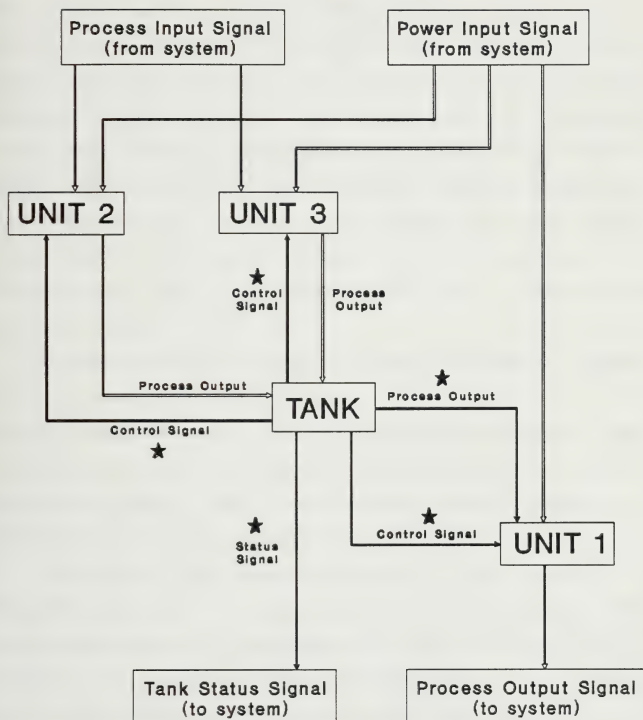 Process Input Signal
(from system)
Power Input Signal
(from system)
UNIT 2
UNIT 3
Control
Signal
Process
Output
Process Output
TANK
Process Output
Control Signal
Status
Signal
Control Signal
UNIT 1
Tank Status Signal
(to system)
Process Output Signal
(to system)